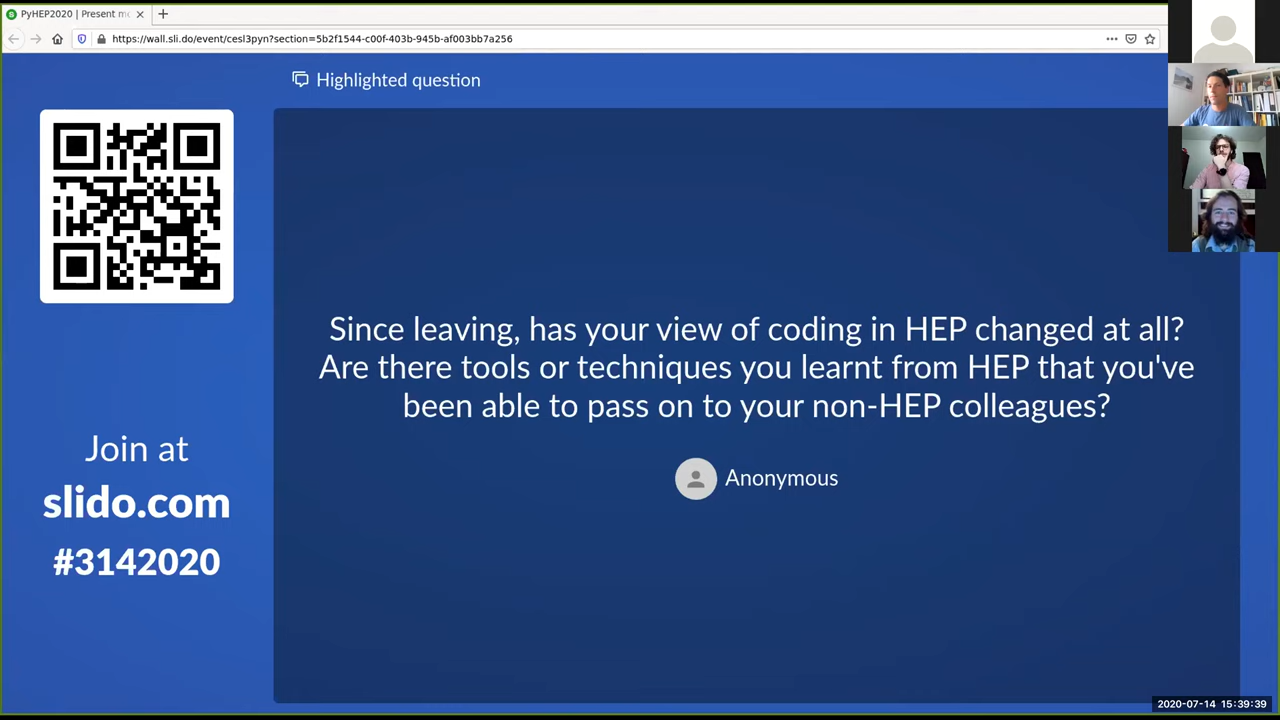 PyHEP2020 | Present mo
https://wall.sli.do/event/cesl3pyn?section=5b2f1544-c00f-403b-945b-af003bb7a256
Highlighted question
Since leaving, has your view of coding in HEP changed at all?
Are there tools or techniques you learnt from HEP that you've
been able to pass on to your non-HEP colleagues?
Anonymous
Join at
slido.com
#3142020
2020-07-14 15:39:39